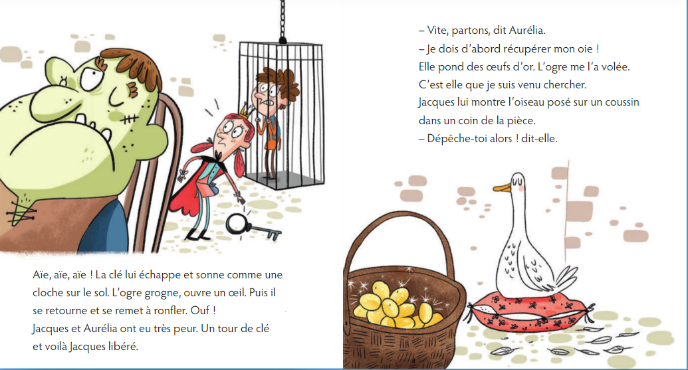 Aïe, aïe, aïe ! La clé lui échappe et sonne comme une
cloche sur le sol. L'ogre grogne, ouvre un œil. Puis il
se retourne et se remet à ronfler. Ouf !
Jacques et Aurélia ont eu très peur. Un tour de clé
et voilà Jacques libéré.
– Vite, partons, dit Aurélia.
– Je dois d'abord récupérer mon oie !
Elle pond des œufs d'or. L'ogre me l'a volée.
C'est elle que je suis venu chercher.
Jacques lui montre l'oiseau posé sur un coussin
dans un coin de la pièce.
– Dépêche-toi alors ! dit-elle.